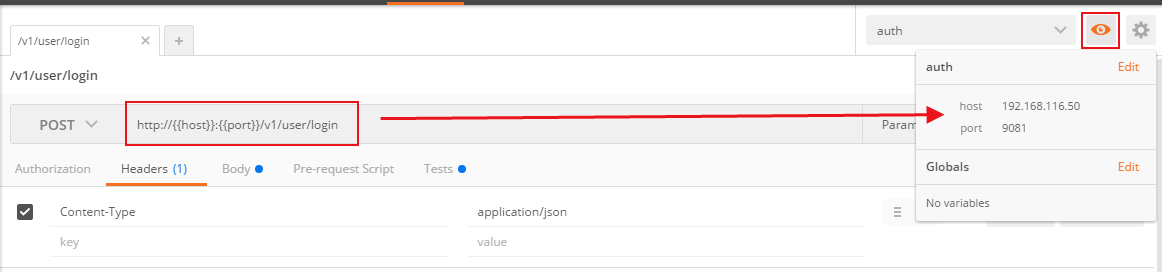 /v1/user/login
auth
/v1/user/login
auth Edit
POST http://{{host}}:{{port}}/v1/user/login Param
host 192.168.116.50
port 9081
Authorization Headers (1) Body Pre-request Script Tests
Globals Edit
Content-Type application/json
No variables
key value